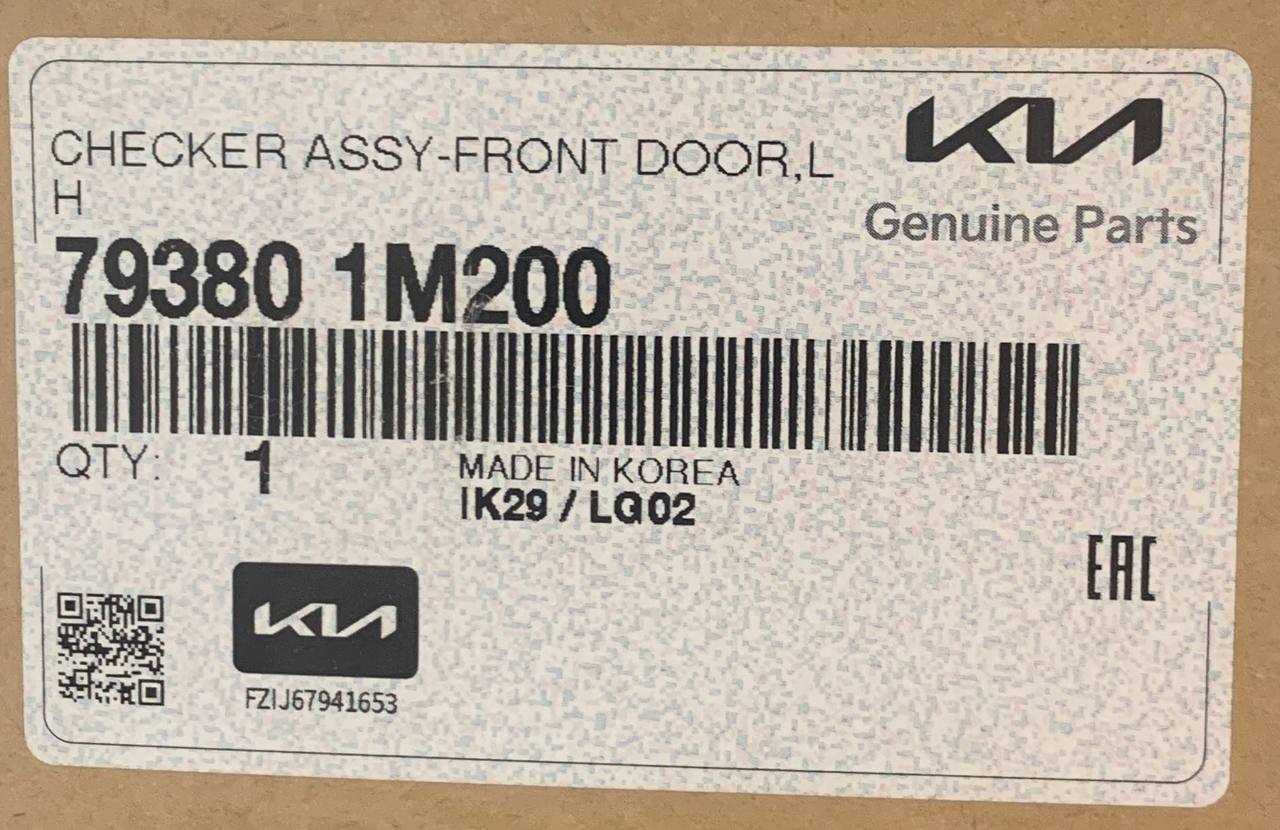 CHECKER ASSY-FRONT DOOR,L
H
KIA
Genuine Parts
79380 1M200
QTY: 1
MADE IN KOREA
IK29 / LG02
EAC
KIA
FZIJ67941653